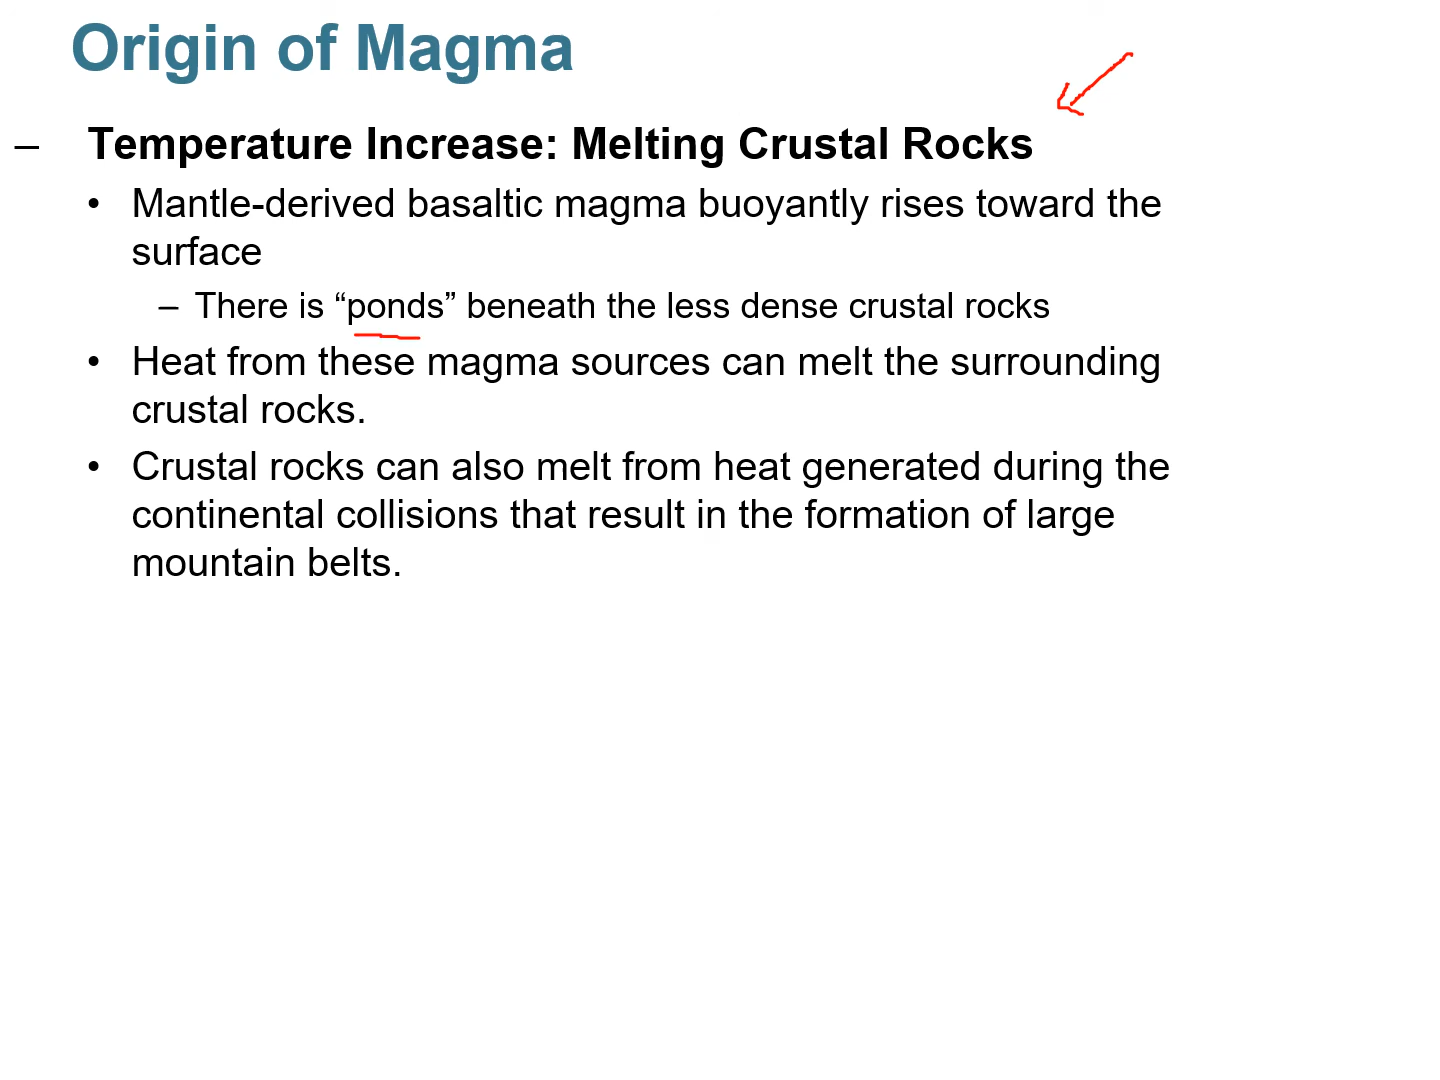 Origin of Magma
– Temperature Increase: Melting Crustal Rocks
• Mantle-derived basaltic magma buoyantly rises toward the
surface
– There is “ponds” beneath the less dense crustal rocks
• Heat from these magma sources can melt the surrounding
crustal rocks.
• Crustal rocks can also melt from heat generated during the
continental collisions that result in the formation of large
mountain belts.